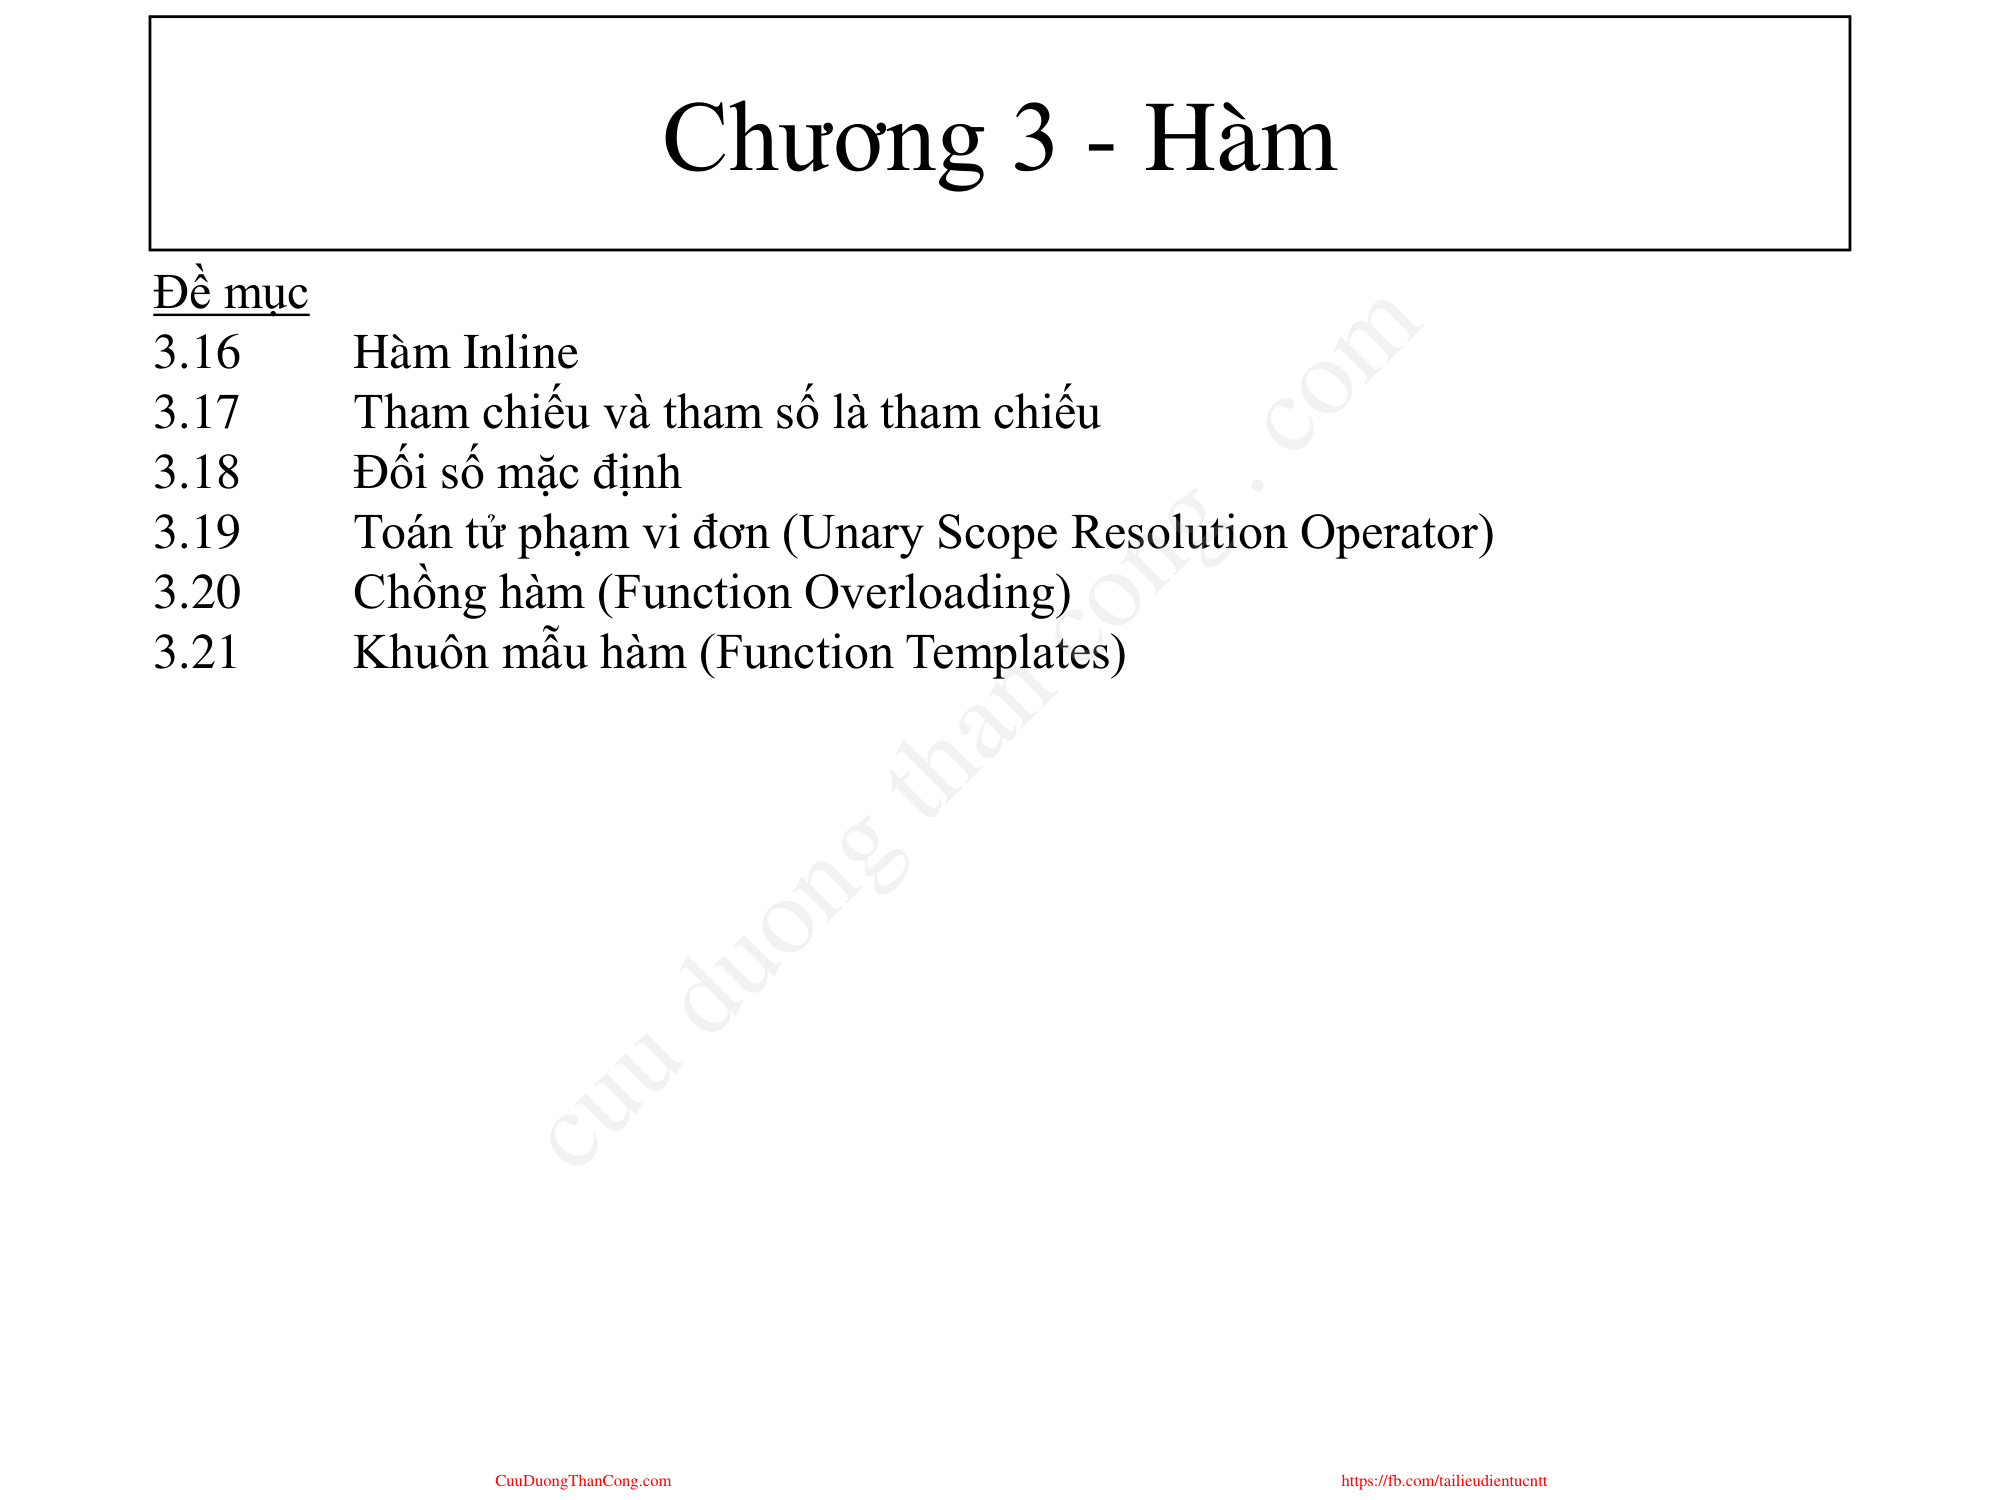 Chương 3 - Hàm
Đề mục
3.16 Hàm Inline
3.17 Tham chiếu và tham số là tham chiếu
3.18 Đối số mặc định
3.19 Toán tử phạm vi đơn (Unary Scope Resolution Operator)
3.20 Chồng hàm (Function Overloading)
3.21 Khuôn mẫu hàm (Function Templates)
cuu duong than cong . com
CuuDuongThanCong.com https://fb.com/tailieudientucntt